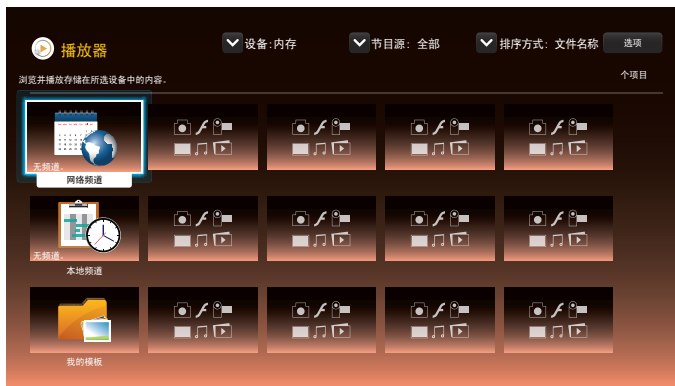 播放器
设备:内存
节目源: 全部
排序方式: 文件名称
选项
浏览并播放存储在所选设备中的内容。
个项目
无频道。
网络频道
无频道。
本地频道
我的模板